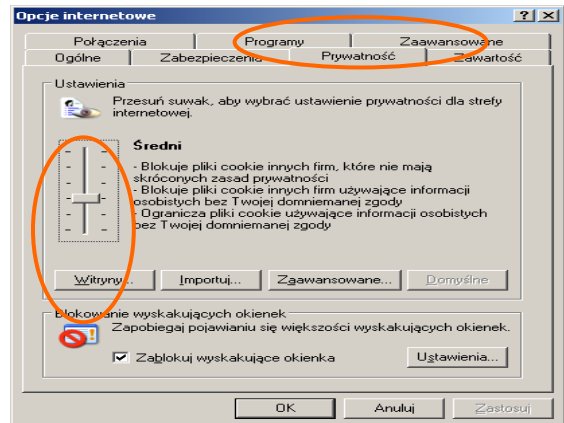 Opcje internetowe
Połączenia Programy Zaawansowane
Ogólne Zabezpieczenia Prywatność Zawartość
Ustawienia
Przesuń suwak, aby wybrać ustawienie prywatności dla strefy
internetowej.
Średni
- Blokuje pliki cookie innych firm, które nie mają
skróconych zasad prywatności
- Blokuje pliki cookie innych firm używające informacji
osobistych bez Twojej domniemanej zgody
- Ogranicza pliki cookie używające informacji osobistych
bez Twojej domniemanej zgody
Witryny... Importuj... Zaawansowane... Domyślne
Blokowanie wyskakujących okienek
Zapobiegaj pojawianiu się większości wyskakujących okienek.
Zablokuj wyskakujące okienka Ustawienia...
OK Anuluj Zastosuj